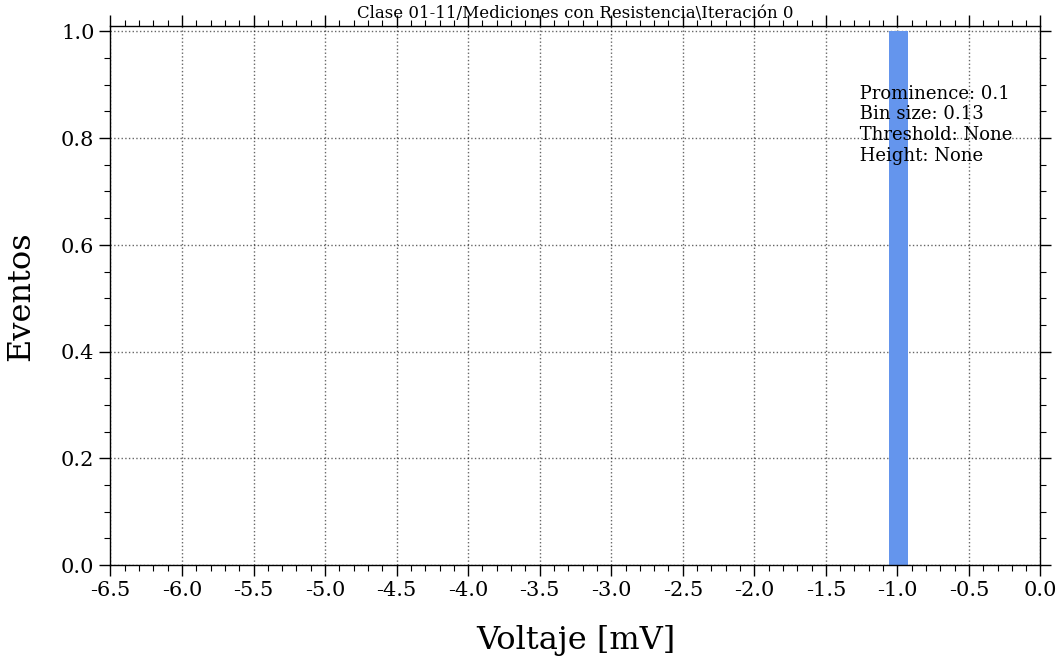 Clase 01-11/Mediciones con Resistencia\Iteración 0
1.0
0.8
0.6
0.4
0.2
0.0
Eventos
Prominence: 0.1
Bin size: 0.13
Threshold: None
Height: None
-6.5 -6.0 -5.5 -5.0 -4.5 -4.0 -3.5 -3.0 -2.5 -2.0 -1.5 -1.0 -0.5 0.0
Voltaje [mV]